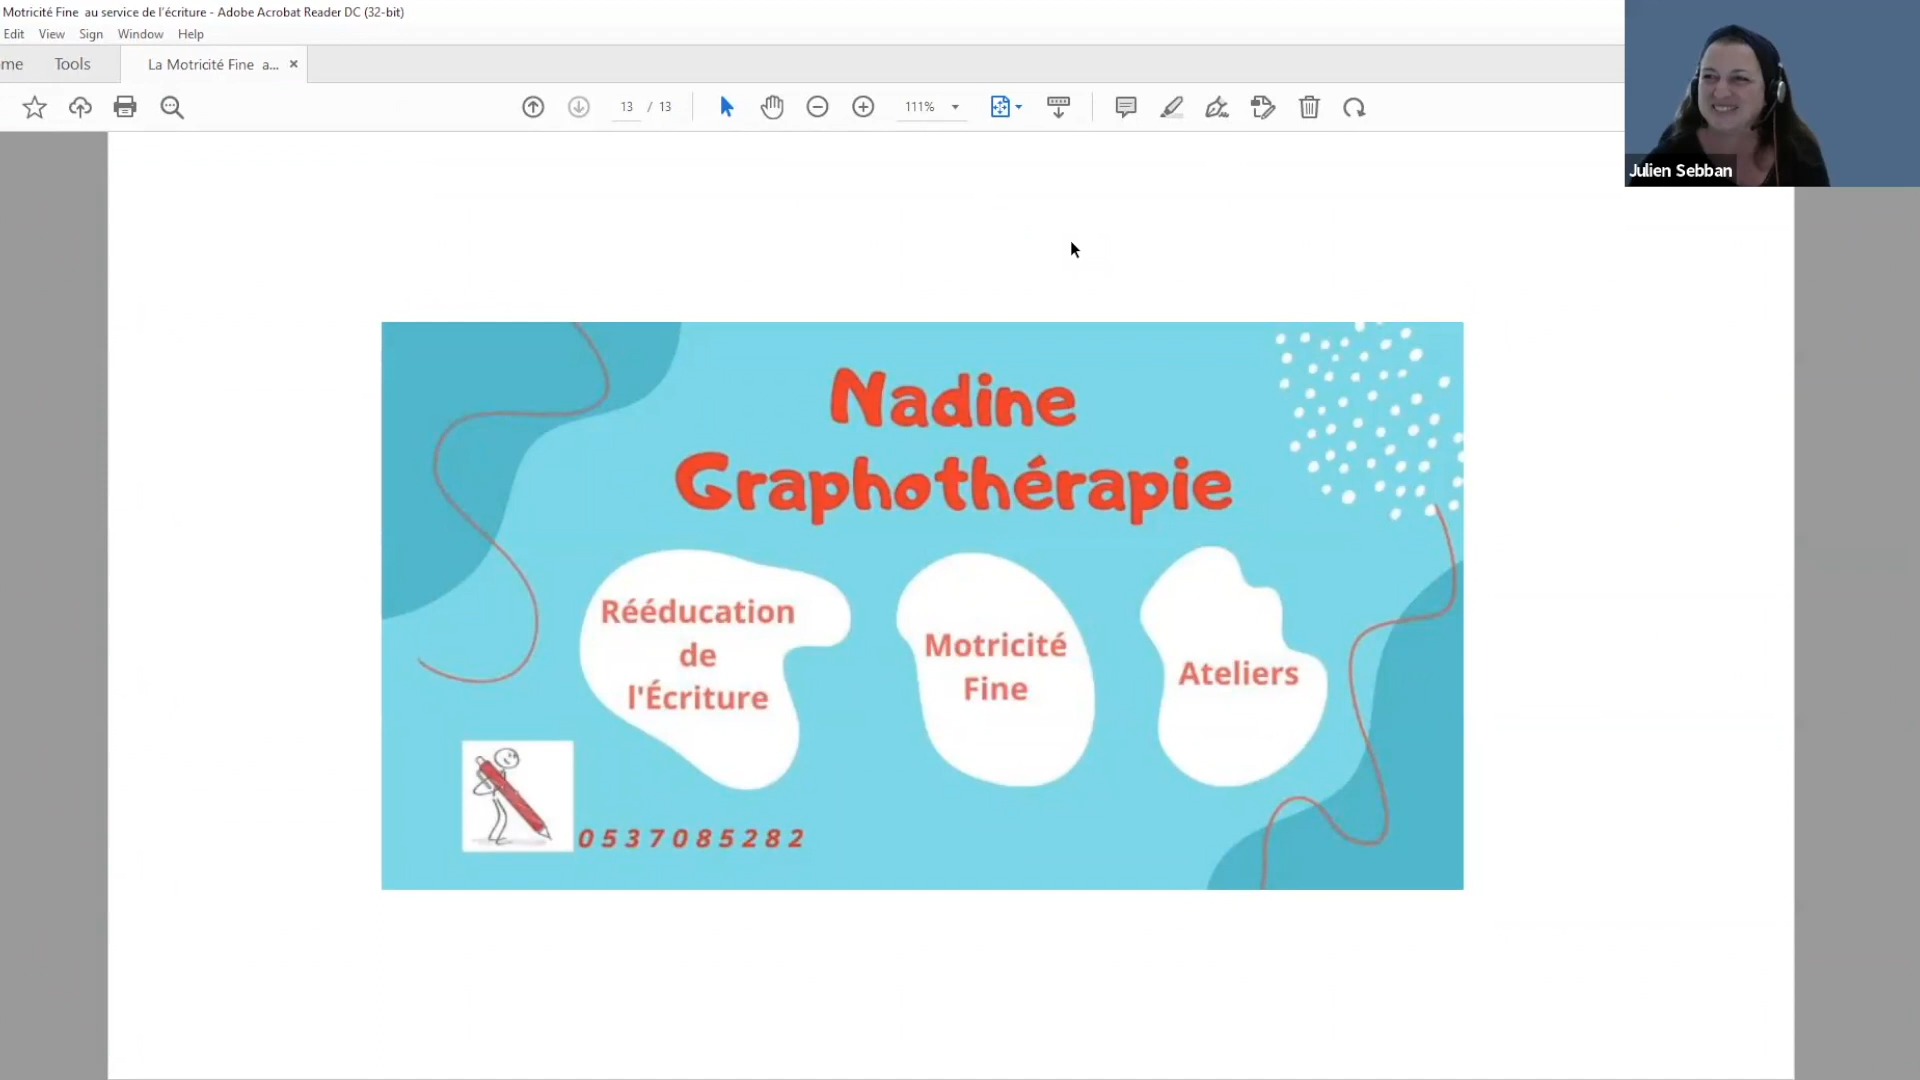 Motricité Fine au service de l'écriture - Adobe Acrobat Reader DC (32-bit)
Edit View Sign Window Help
me Tools La Motricité Fine a... ×
13 / 13 111%
Julien Sebban
Nadine
Graphothérapie
Rééducation
de
l'Écriture
Motricité
Fine
Ateliers
0537085282